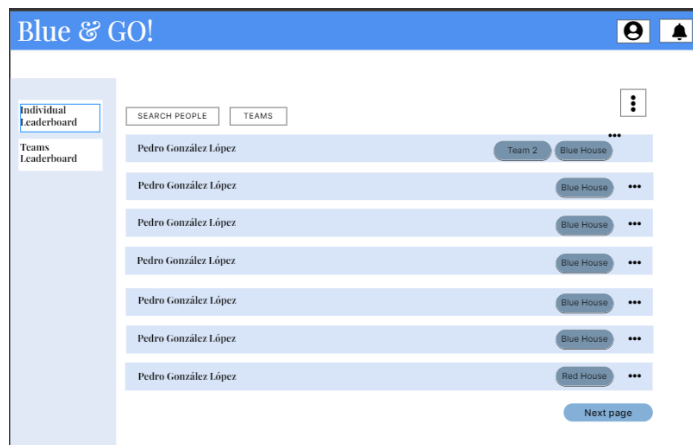 Blue & GO!
Individual
Leaderboard
Teams
Leaderboard
SEARCH PEOPLE TEAMS
Pedro González López Team 2 Blue House
Pedro González López Blue House
Pedro González López Blue House
Pedro González López Blue House
Pedro González López Blue House
Pedro González López Blue House
Pedro González López Red House
Next page